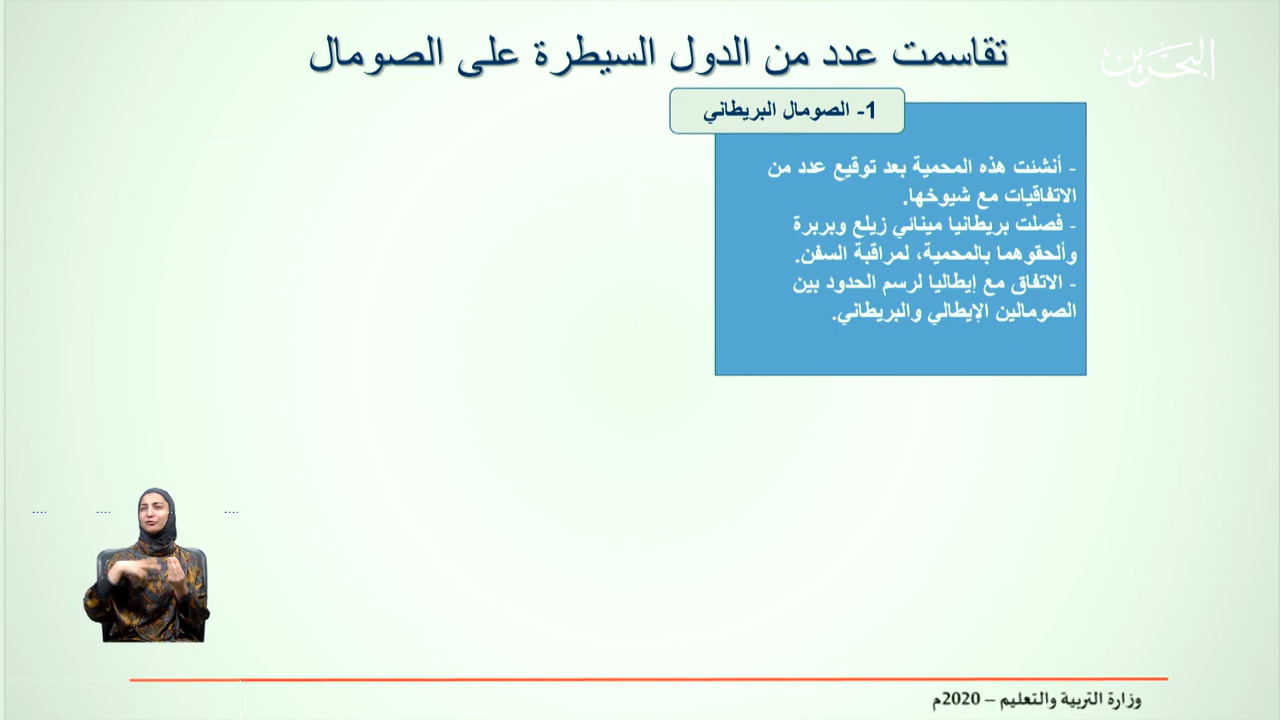 تقاسمت عدد من الدول السيطرة على الصومال
البحرين
1- الصومال البريطاني
- أنشئت هذه المحمية بعد توقيع عدد من
الاتفاقيات مع شيوخها.
- فصلت بريطانيا مينائي زيلع وبربرة
وألحقوهما بالمحمية، لمراقبة السفن.
- الاتفاق مع إيطاليا لرسم الحدود بين
الصومالين الإيطالي والبريطاني.
وزارة التربية والتعليم – 2020م